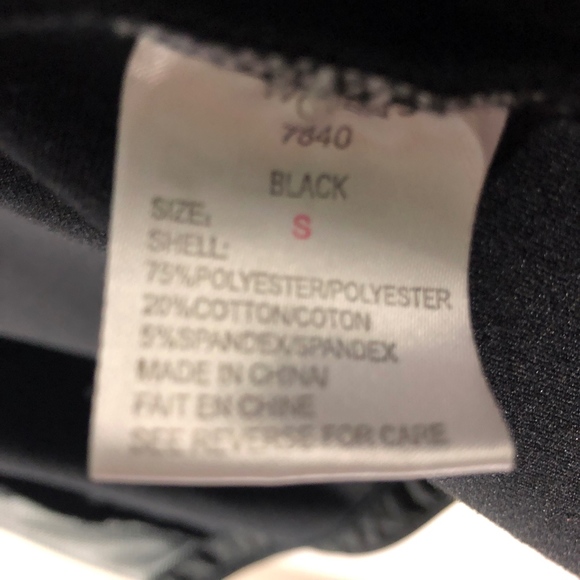 7840
BLACK
SIZE: S
SHELL:
75%POLYESTER/POLYESTER
20%COTTON/COTON
5%SPANDEX/SPANDEX
MADE IN CHINA/
FAIT EN CHINE
SEE REVERSE FOR CARE